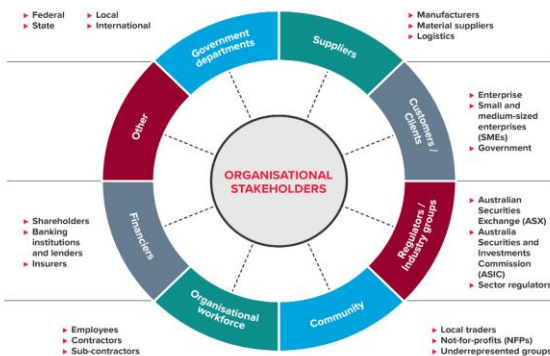 Federal
State
Local
International
Manufacturers
Material suppliers
Logistics
Government
departments
Suppliers
Other
Customers /
Clients
Enterprise
Small and
medium-sized
enterprises
(SMEs)
Government
ORGANISATIONAL
STAKEHOLDERS
Shareholders
Banking
institutions
and lenders
Insurers
Financiers
Regulators /
Industry groups
Australian
Securities
Exchange (ASX)
Australia
Securities and
Investments
Commission
(ASIC)
Sector regulators
Organisational
workforce
Community
Employees
Contractors
Sub-contractors
Local traders
Not-for-profits (NFPs)
Underrepresented groups